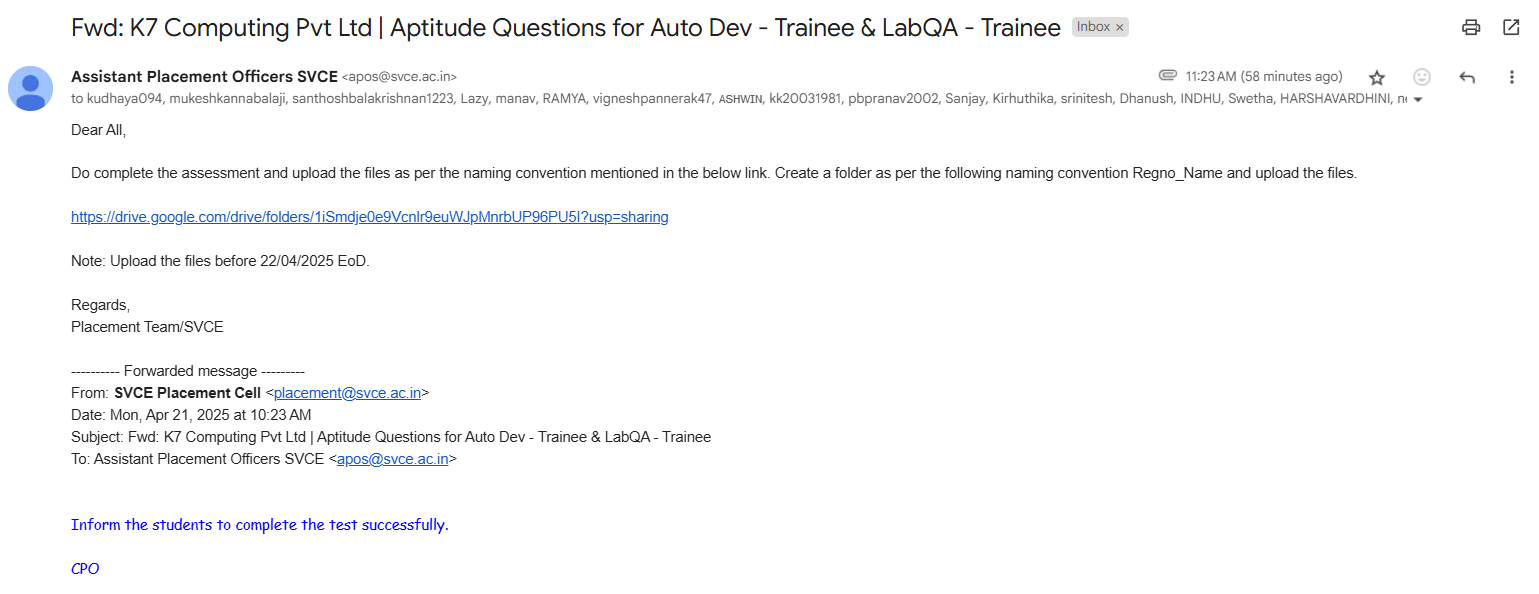 Fwd: K7 Computing Pvt Ltd | Aptitude Questions for Auto Dev - Trainee & LabQA - Trainee Inbox ×
Assistant Placement Officers SVCE <apos@svce.ac.in> 11:23 AM (58 minutes ago)
to kudhaya094, mukeshkannabalaji, santhoshbalakrishnan1223, Lazy, manav, RAMYA, vigneshpannerak47, ASHWIN, kk20031981, pbpranav2002, Sanjay, Kirhuthika, srinitesh, Dhanush, INDHU, Swetha, HARSHAVARDHINI,
Dear All,
Do complete the assessment and upload the files as per the naming convention mentioned in the below link. Create a folder as per the following naming convention Regno_Name and upload the files.
https://drive.google.com/drive/folders/1iSmdje0e9Vcnlr9euWJpMnrbUP96PU5I?usp=sharing
Note: Upload the files before 22/04/2025 EoD.
Regards,
Placement Team/SVCE
---------- Forwarded message ---------
From: SVCE Placement Cell <placement@svce.ac.in>
Date: Mon, Apr 21, 2025 at 10:23 AM
Subject: Fwd: K7 Computing Pvt Ltd | Aptitude Questions for Auto Dev - Trainee & LabQA - Trainee
To: Assistant Placement Officers SVCE <apos@svce.ac.in>
Inform the students to complete the test successfully.
CPO